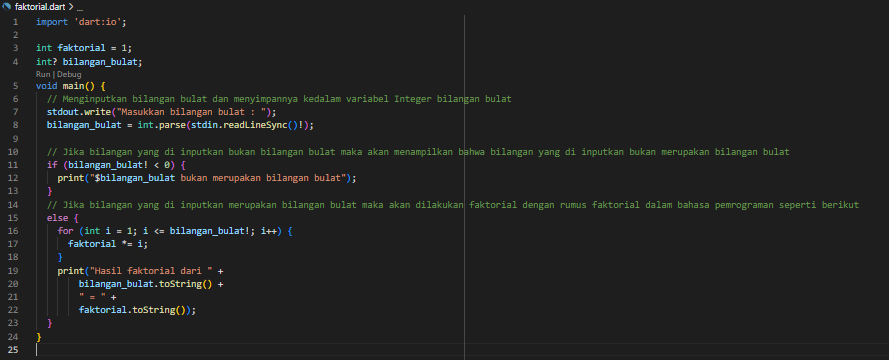 faktorial.dart > ...
1 import 'dart:io';
2
3 int faktorial = 1;
4 int? bilangan_bulat;
Run | Debug
5 void main() {
6 // Menginputkan bilangan bulat dan menyimpannya kedalam variabel Integer bilangan bulat
7 stdout.write("Masukkan bilangan bulat : ");
8 bilangan_bulat = int.parse(stdin.readLineSync()!);
9
10 // Jika bilangan yang di inputkan bukan bilangan bulat maka akan menampilkan bahwa bilangan yang di inputkan bukan merupakan bilangan bulat
11 if (bilangan_bulat! < 0) {
12 print("$bilangan_bulat bukan merupakan bilangan bulat");
13 }
14 // Jika bilangan yang di inputkan merupakan bilangan bulat maka akan dilakukan faktorial dengan rumus faktorial dalam bahasa pemrograman seperti berikut
15 else {
16 for (int i = 1; i <= bilangan_bulat!; i++) {
17 faktorial *= i;
18 }
19 print("Hasil faktorial dari " +
20 bilangan_bulat.toString() +
21 " = " +
22 faktorial.toString());
23 }
24 }
25